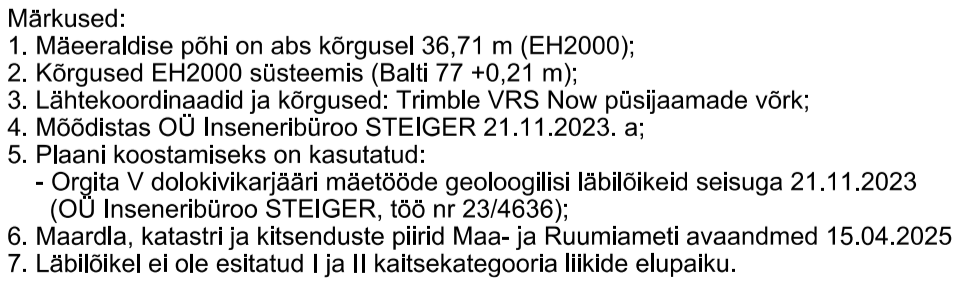 Märkused:
1. Mäeeraldise põhi on abs kõrgusel 36,71 m (EH2000);
2. Kõrgused EH2000 süsteemis (Balti 77 +0,21 m);
3. Lähtekoordinaadid ja kõrgused: Trimble VRS Now püsijaamade võrk;
4. Mõõdistas OÜ Inseneribüroo STEIGER 21.11.2023. a;
5. Plaani koostamiseks on kasutatud:
- Orgita V dolokivikarjääri mäetööde geoloogilisi läbilõikeid seisuga 21.11.2023
(OÜ Inseneribüroo STEIGER, töö nr 23/4636);
6. Maardla, katastri ja kitsenduste piirid Maa- ja Ruumiameti avaandmed 15.04.2025
7. Läbilõikel ei ole esitatud I ja II kaitsekategooria liikide elupaiku.